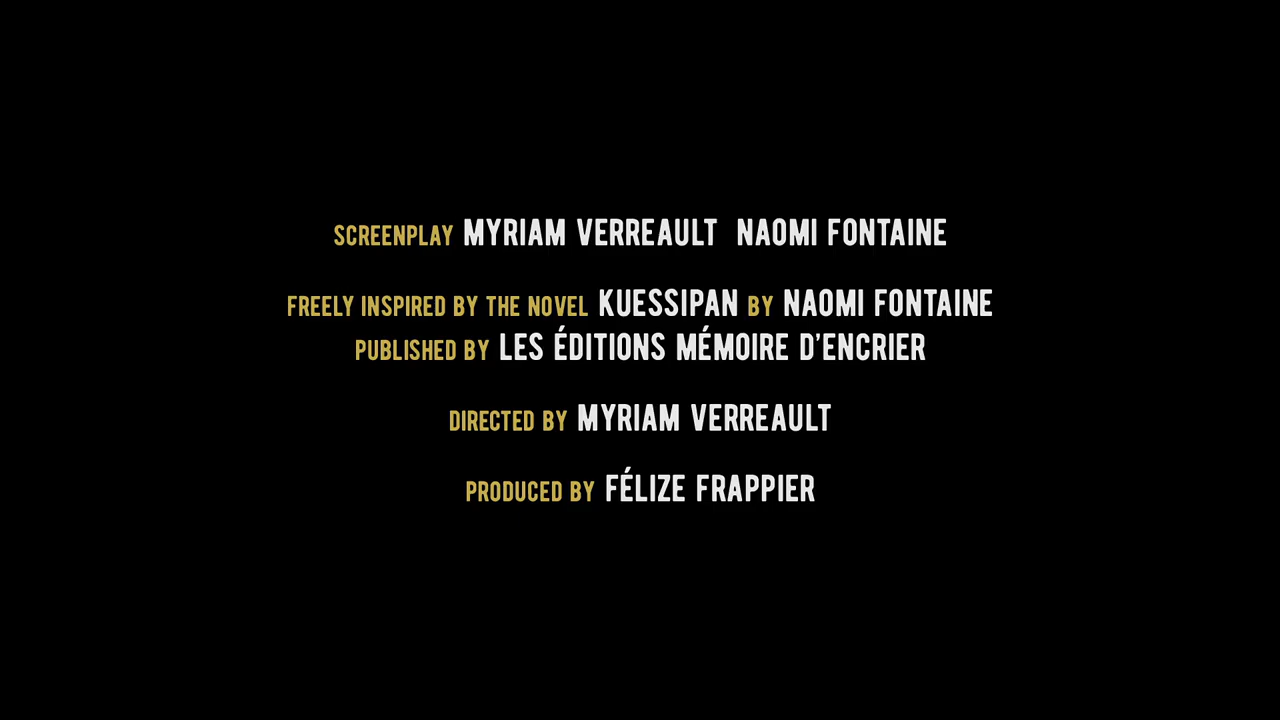 SCREENPLAY MYRIAM VERREAULT NAOMI FONTAINE
FREELY INSPIRED BY THE NOVEL KUESSIPAN BY NAOMI FONTAINE
PUBLISHED BY LES ÉDITIONS MÉMOIRE D'ENCRIER
DIRECTED BY MYRIAM VERREAULT
PRODUCED BY FÉLIZE FRAPPIER